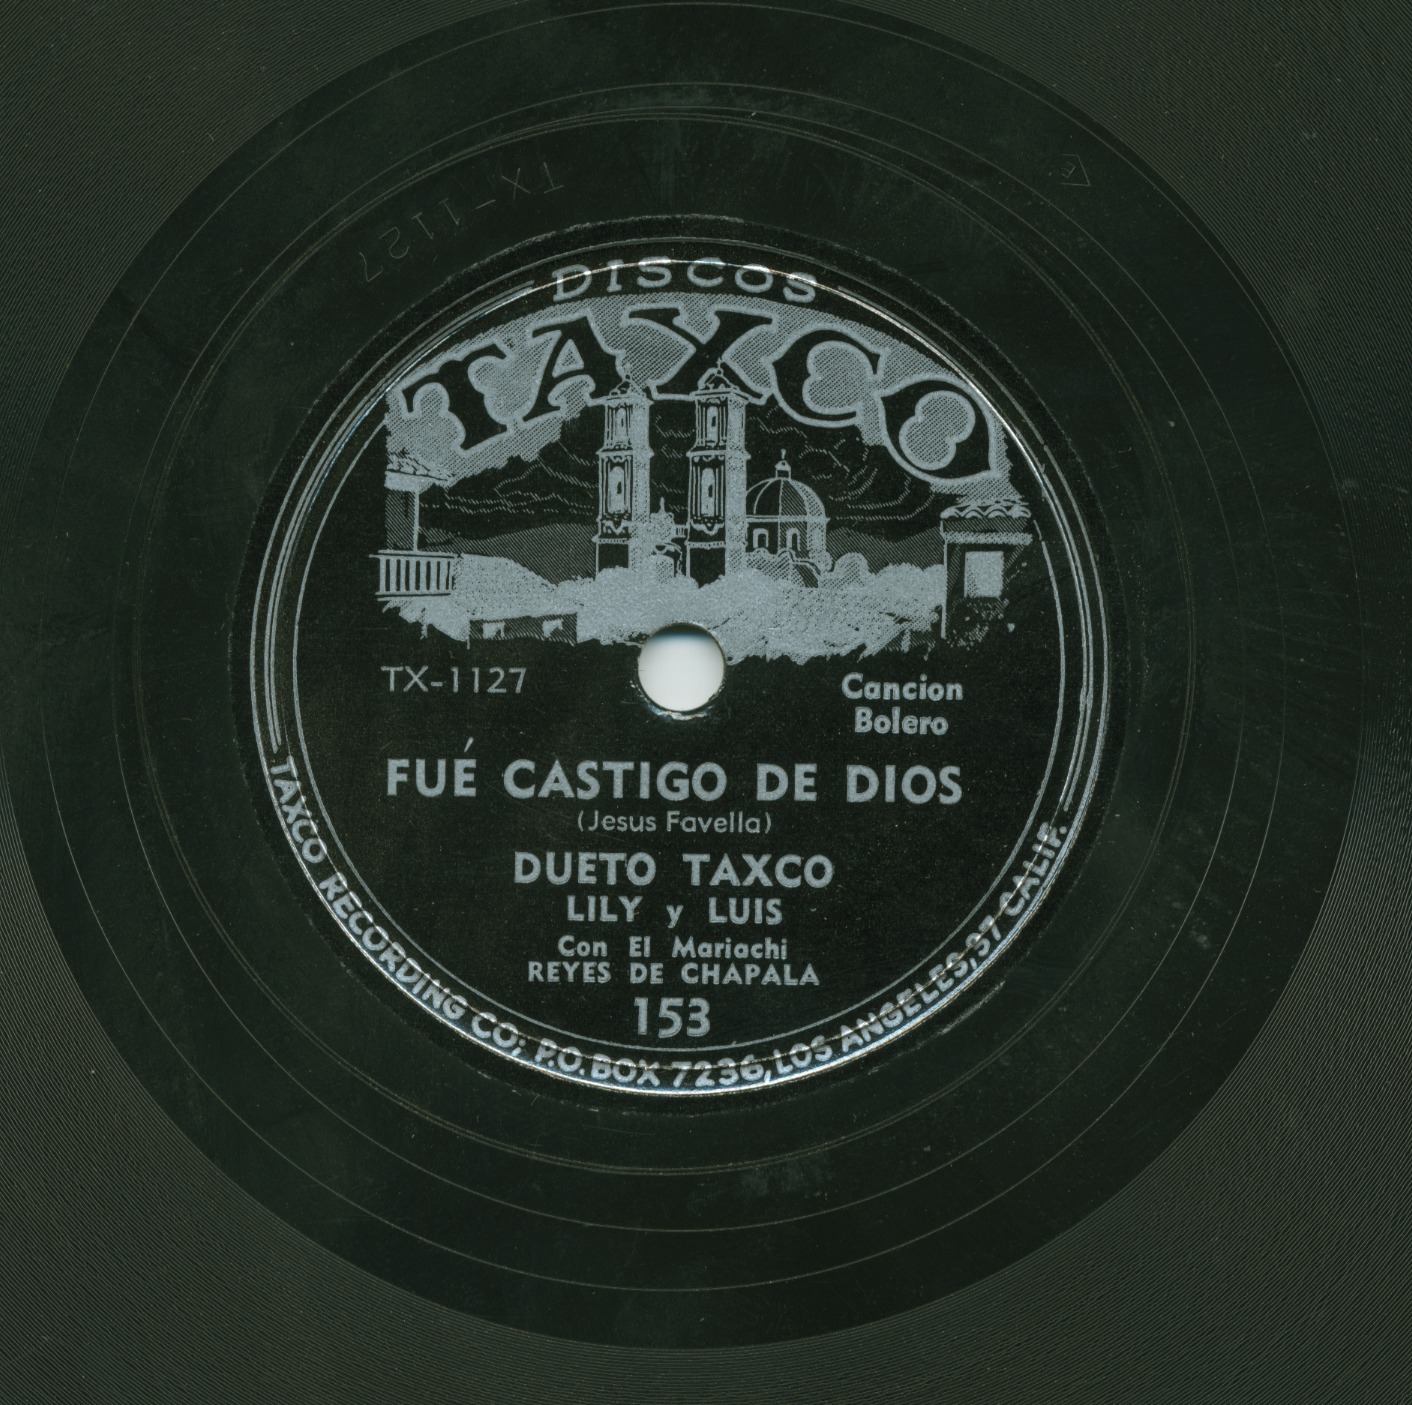 TX-1127
E
DISCOS
TAXCO
TX-1127
Cancion
Bolero
FUÉ CASTIGO DE DIOS
(Jesus Favella)
DUETO TAXCO
LILY y LUIS
Con El Mariachi
REYES DE CHAPALA
153
TAXCO RECORDING CO; P.O. BOX 7236, LOS ANGELES, 37 CALIF.